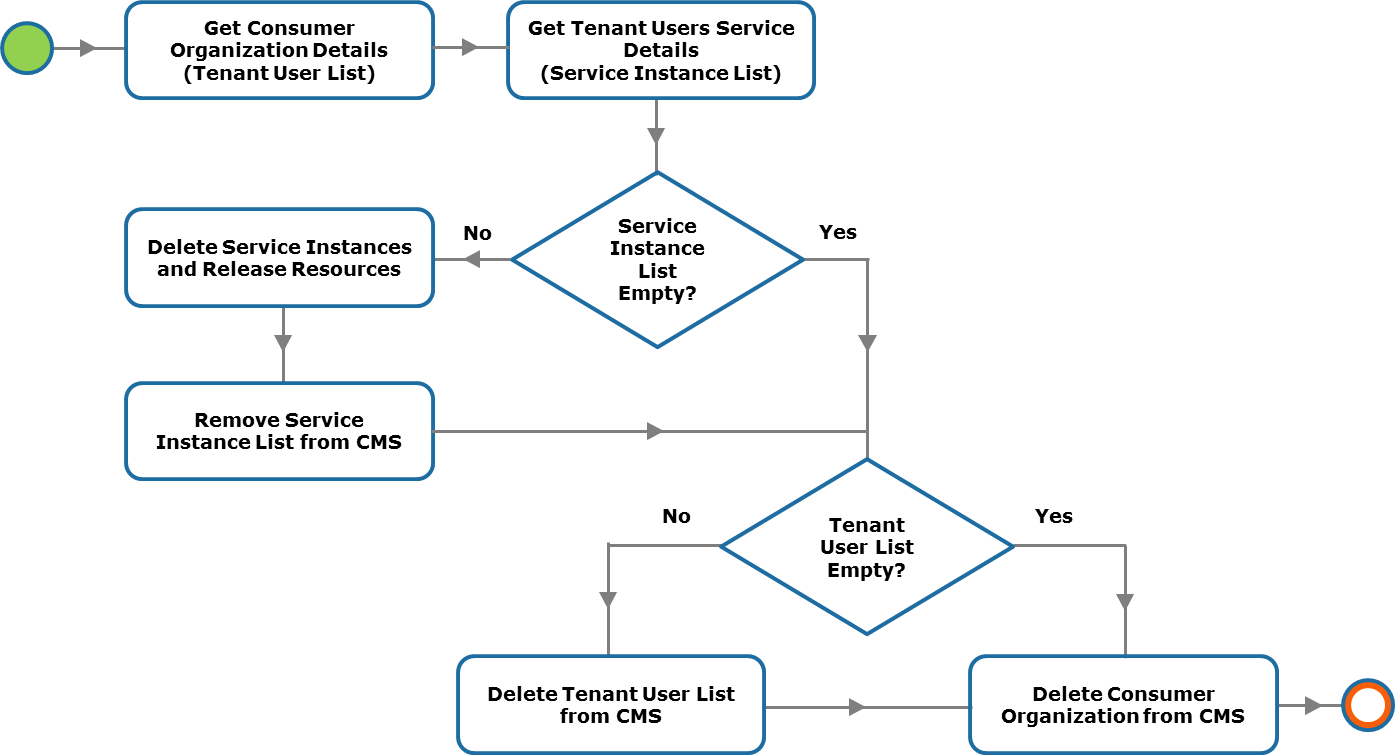 Get Consumer
Organization Details
(Tenant User List)
Get Tenant Users Service
Details
(Service Instance List)
Service
Instance
List
Empty?
No
Yes
Delete Service Instances
and Release Resources
Remove Service
Instance List from CMS
Tenant
User List
Empty?
No
Yes
Delete Tenant User List
from CMS
Delete Consumer
Organization from CMS